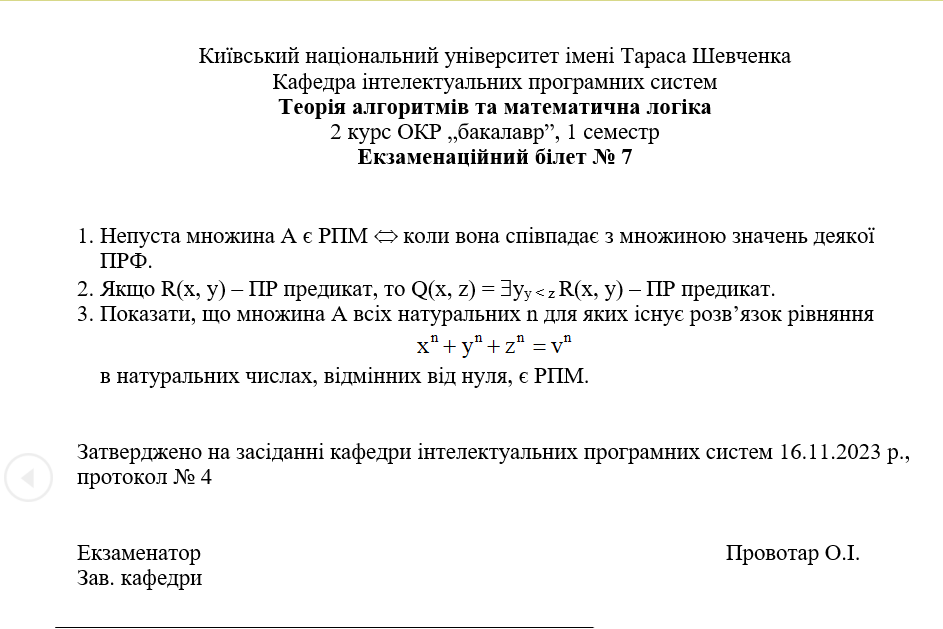 Київський національний університет імені Тараса Шевченка
Кафедра інтелектуальних програмних систем
Теорія алгоритмів та математична логіка
2 курс ОКР „бакалавр”, 1 семестр
Екзаменаційний білет № 7
1. Непуста множина А є РПМ ⇔ коли вона співпадає з множиною значень деякої
ПРФ.
2. Якщо R(x, y) – ПР предикат, то Q(x, z) = ∃y_{y < z} R(x, y) – ПР предикат.
3. Показати, що множина А всіх натуральних n для яких існує розв’язок рівняння
xⁿ + yⁿ + zⁿ = vⁿ
в натуральних числах, відмінних від нуля, є РПМ.
Затверджено на засіданні кафедри інтелектуальних програмних систем 16.11.2023 р.,
протокол № 4
Екзаменатор Провотар О.І.
Зав. кафедри